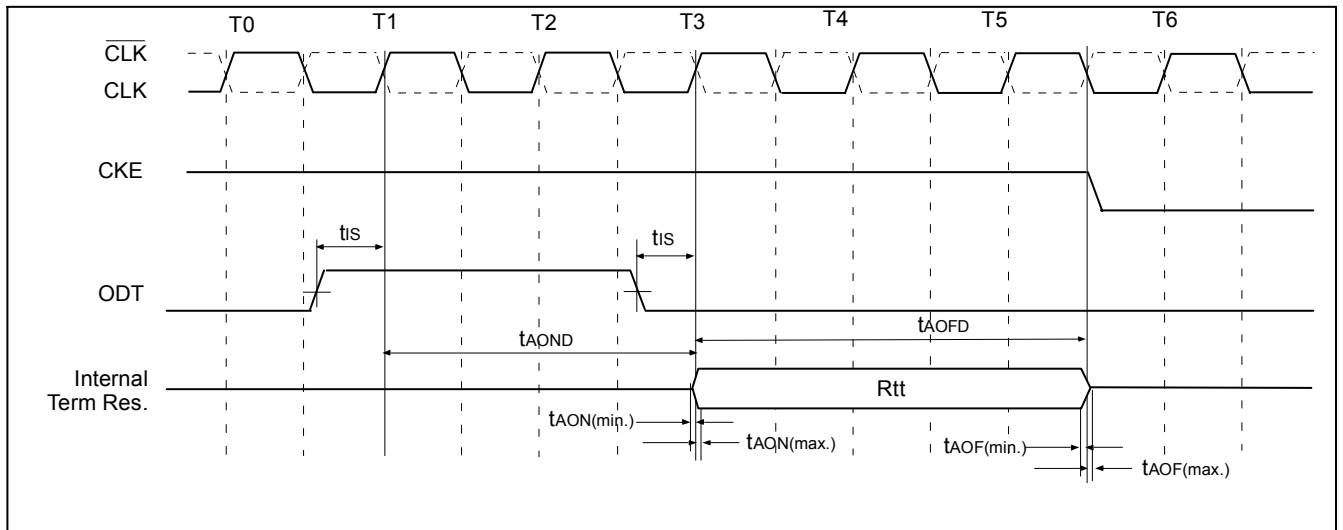 T0 T1 T2 T3 T4 T5 T6
CLK
CLK
CKE
tIS tIS
ODT
tAOND tAOFD
Internal
Term Res.
Rtt
tAON(min.) tAON(max.) tAOF(min.) tAOF(max.)